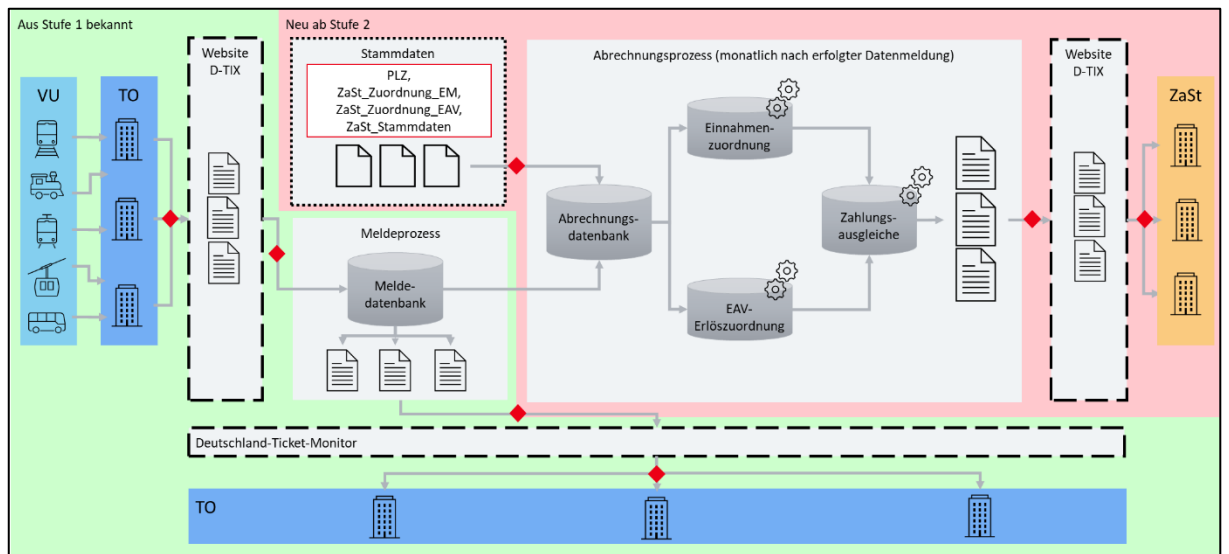 Aus Stufe 1 bekannt
Neu ab Stufe 2
VU
TO
Website
D-TIX
Stammdaten
PLZ,
ZaSt_Zuordnung_EM,
ZaSt_Zuordnung_EAV,
ZaSt_Stammdaten
Meldeprozess
Melde-
datenbank
Abrechnungsprozess (monatlich nach erfolgter Datenmeldung)
Abrechnungs-
datenbank
Einnahmen-
zuordnung
EAV-
Erlöszuordnung
Zahlungs-
ausgleiche
Website
D-TIX
ZaSt
Deutschland-Ticket-Monitor
TO